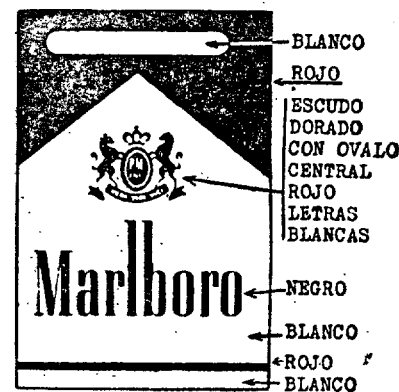 BLANCO
ROJO
ESCUDO
DORADO
CON OVALO
CENTRAL
ROJO
LETRAS
BLANCAS
Marlboro
NEGRO
BLANCO
ROJO
BLANCO